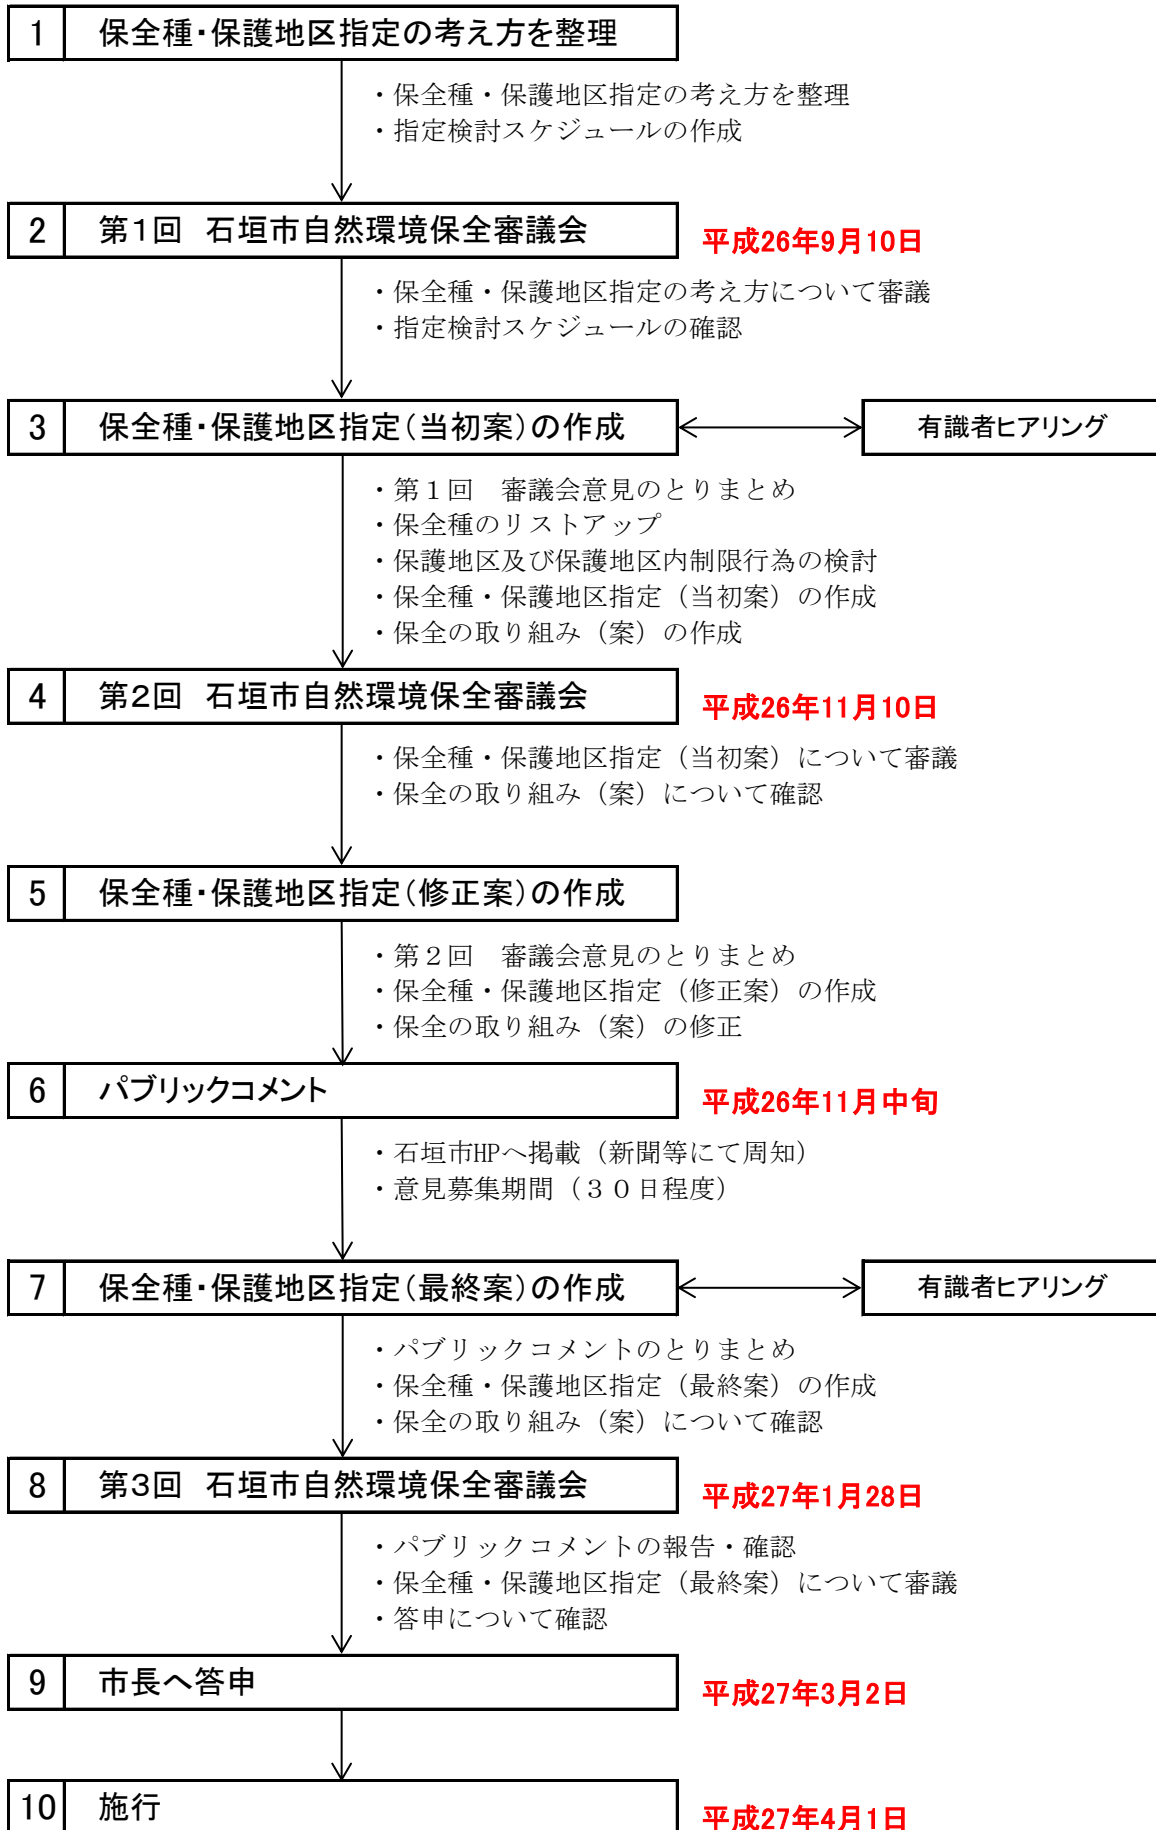 1 保全種・保護地区指定の考え方を整理
・保全種・保護地区指定の考え方を整理
・指定検討スケジュールの作成
2 第1回 石垣市自然環境保全審議会 平成26年9月10日
・保全種・保護地区指定の考え方について審議
・指定検討スケジュールの確認
3 保全種・保護地区指定(当初案)の作成 有識者ヒアリング
・第１回　審議会意見のとりまとめ
・保全種のリストアップ
・保護地区及び保護地区内制限行為の検討
・保全種・保護地区指定（当初案）の作成
・保全の取り組み（案）の作成
4 第2回 石垣市自然環境保全審議会 平成26年11月10日
・保全種・保護地区指定（当初案）について審議
・保全の取り組み（案）について確認
5 保全種・保護地区指定(修正案)の作成
・第２回　審議会意見のとりまとめ
・保全種・保護地区指定（修正案）の作成
・保全の取り組み（案）の修正
6 パブリックコメント 平成26年11月中旬
・石垣市HPへ掲載（新聞等にて周知）
・意見募集期間（３０日程度）
7 保全種・保護地区指定(最終案)の作成 有識者ヒアリング
・パブリックコメントのとりまとめ
・保全種・保護地区指定（最終案）の作成
・保全の取り組み（案）について確認
8 第3回 石垣市自然環境保全審議会 平成27年1月28日
・パブリックコメントの報告・確認
・保全種・保護地区指定（最終案）について審議
・答申について確認
9 市長へ答申 平成27年3月2日
10 施行 平成27年4月1日